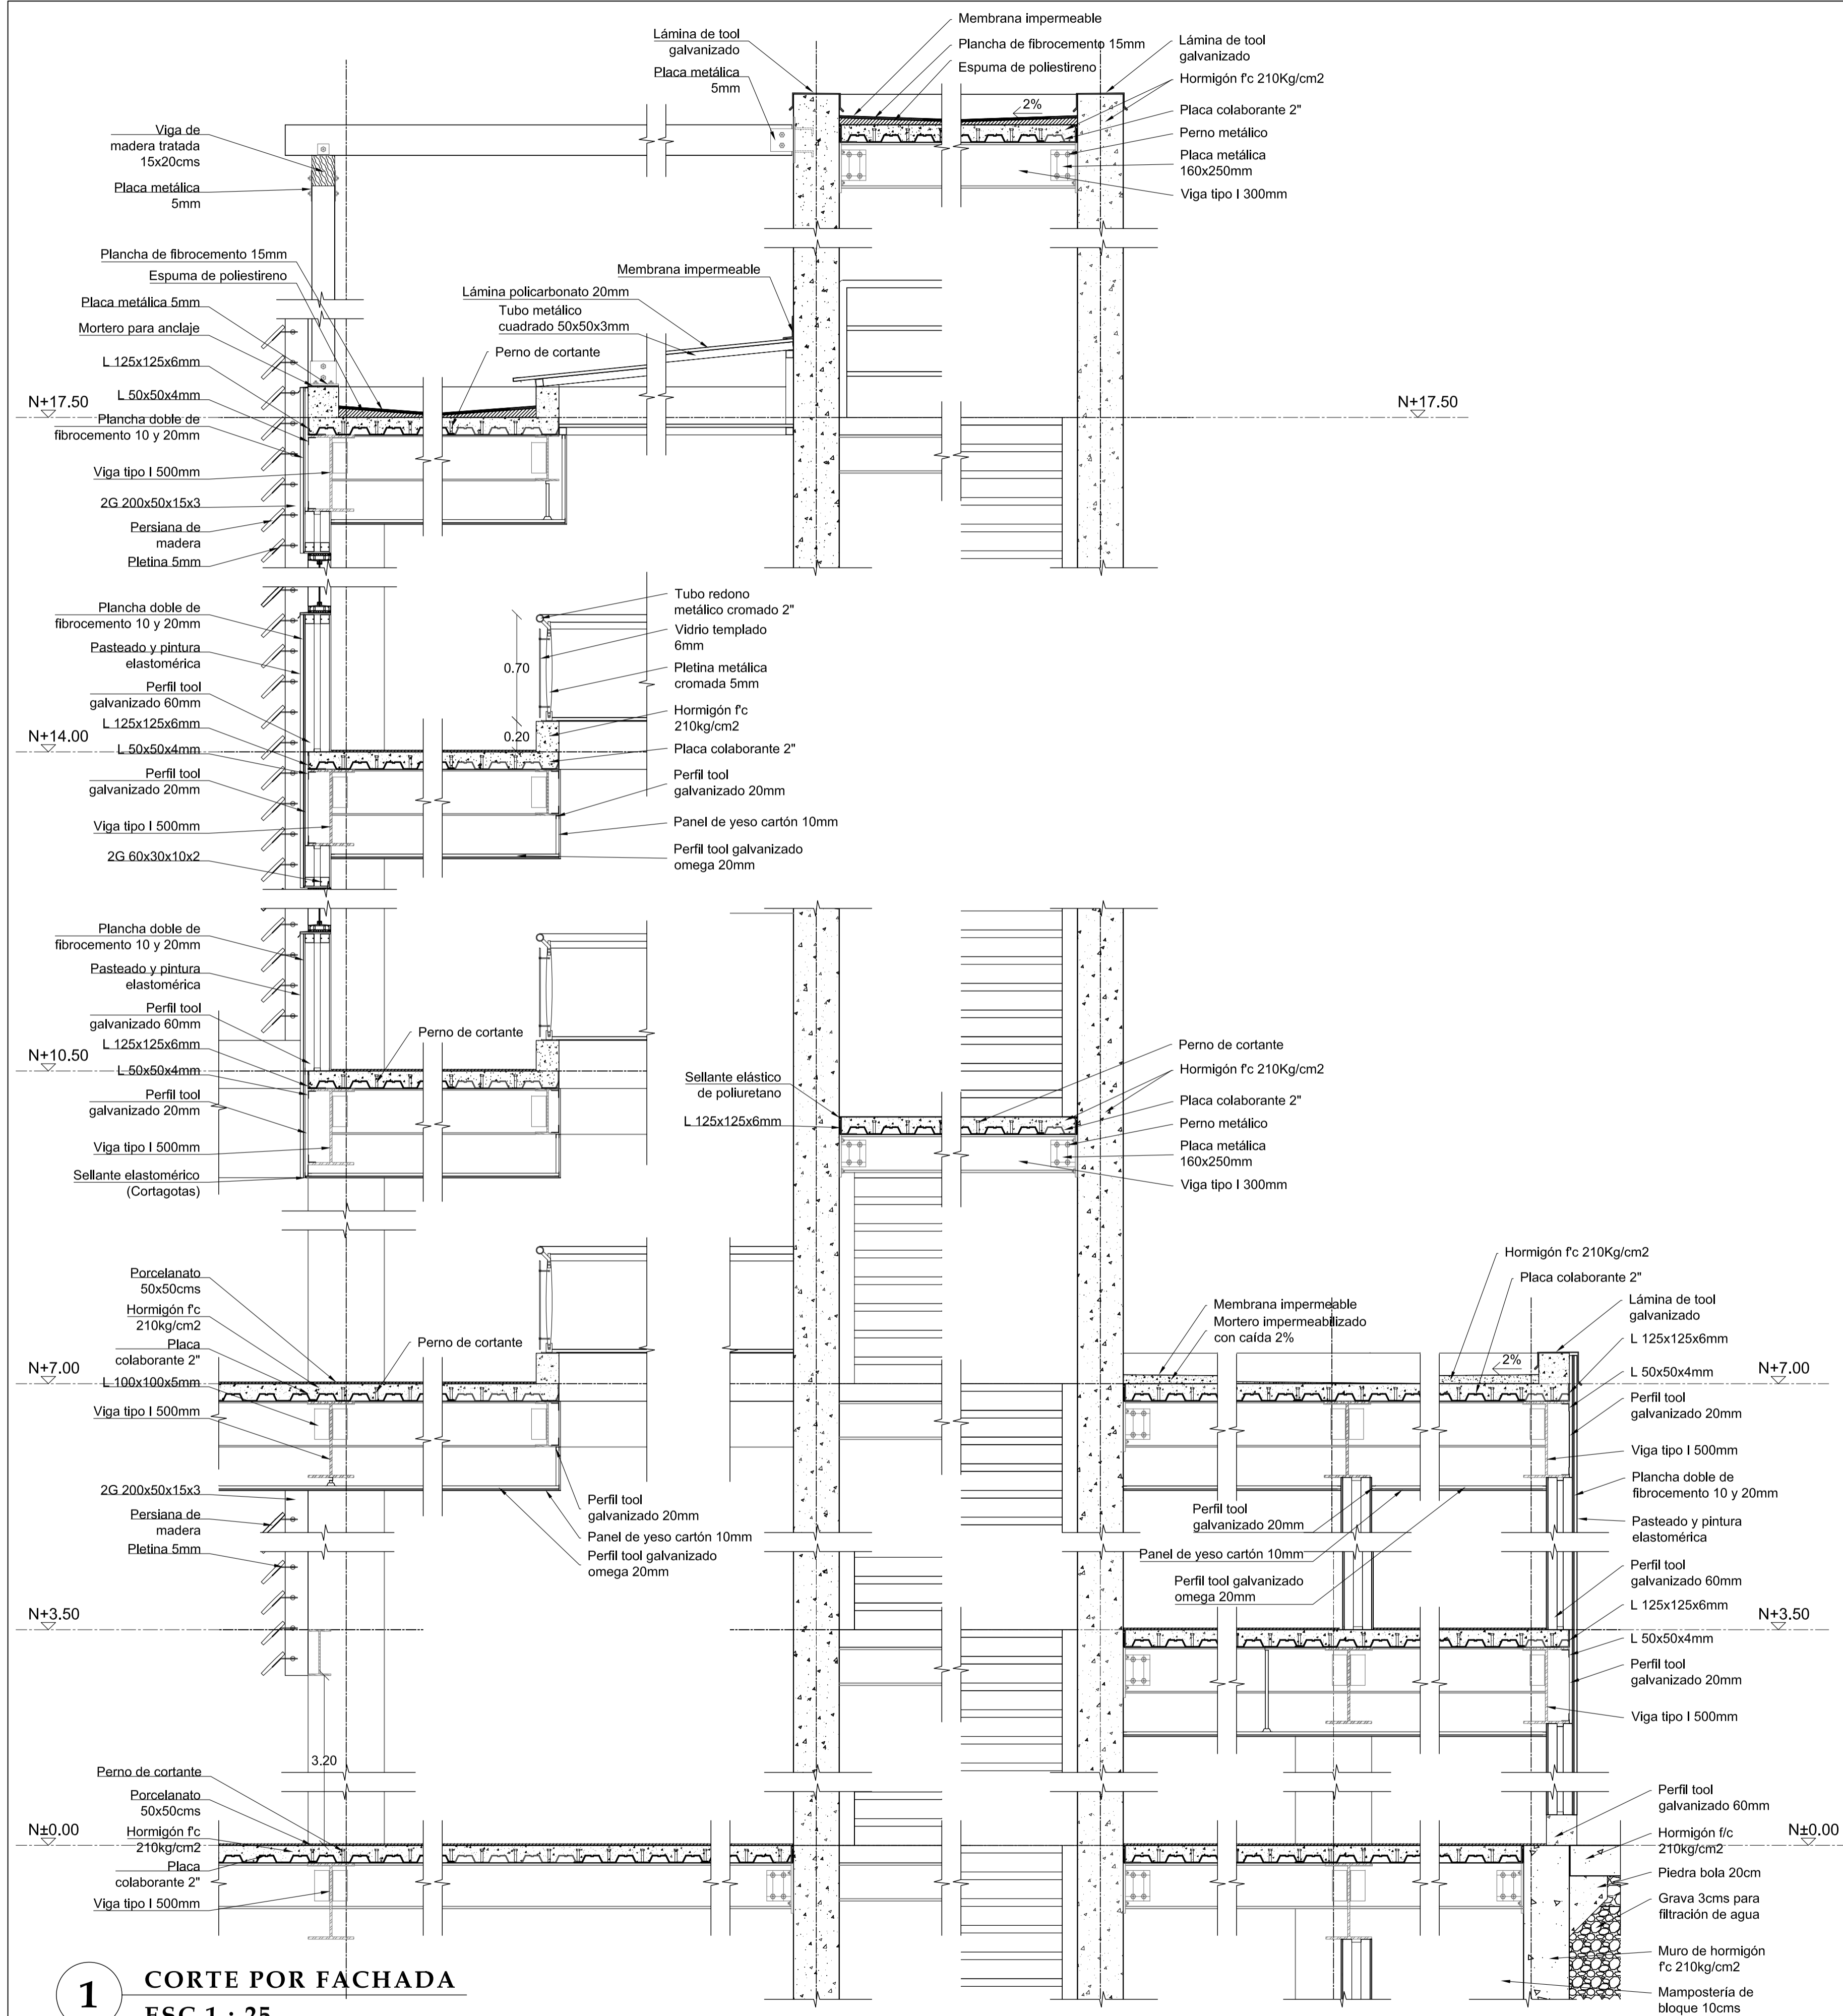 Lámina de tool
galvanizado
Placa metálica
5mm
Membrana impermeable
Plancha de fibrocemento 15mm
Espuma de poliestireno
2%
Lámina de tool
galvanizado
Hormigón f'c 210Kg/cm2
Placa colaborante 2"
Perno metálico
Placa metálica
160x250mm
Viga tipo I 300mm
Viga de
madera tratada
15x20cms
Placa metálica
5mm
Plancha de fibrocemento 15mm
Espuma de poliestireno
Placa metálica 5mm
Mortero para anclaje
L 125x125x6mm
L 50x50x4mm
N+17.50
Plancha doble de
fibrocemento 10 y 20mm
Viga tipo I 500mm
2G 200x50x15x3
Persiana de
madera
Pletina 5mm
Membrana impermeable
Lámina policarbonato 20mm
Tubo metálico
cuadrado 50x50x3mm
Perno de cortante
N+17.50
Plancha doble de
fibrocemento 10 y 20mm
Pasteado y pintura
elastomérica
Perfil tool
galvanizado 60mm
L 125x125x6mm
N+14.00
L 50x50x4mm
Perfil tool
galvanizado 20mm
Viga tipo I 500mm
2G 60x30x10x2
0.70
0.20
Tubo redono
metálico cromado 2"
Vidrio templado
6mm
Pletina metálica
cromada 5mm
Hormigón f'c
210kg/cm2
Placa colaborante 2"
Perfil tool
galvanizado 20mm
Panel de yeso cartón 10mm
Perfil tool galvanizado
omega 20mm
Plancha doble de
fibrocemento 10 y 20mm
Pasteado y pintura
elastomérica
Perfil tool
galvanizado 60mm
L 125x125x6mm
N+10.50
L 50x50x4mm
Perfil tool
galvanizado 20mm
Viga tipo I 500mm
Sellante elastomérico
(Cortagotas)
Perno de cortante
Sellante elástico
de poliuretano
L 125x125x6mm
Perno de cortante
Hormigón f'c 210Kg/cm2
Placa colaborante 2"
Perno metálico
Placa metálica
160x250mm
Viga tipo I 300mm
Porcelanato
50x50cms
Hormigón f'c
210kg/cm2
Placa
colaborante 2"
N+7.00
L 100x100x5mm
Viga tipo I 500mm
2G 200x50x15x3
Persiana de
madera
Pletina 5mm
Perno de cortante
Perfil tool
galvanizado 20mm
Panel de yeso cartón 10mm
Perfil tool galvanizado
omega 20mm
Hormigón f'c 210Kg/cm2
Placa colaborante 2"
Membrana impermeable
Mortero impermeabilizado
con caída 2%
2%
Lámina de tool
galvanizado
L 125x125x6mm
L 50x50x4mm
N+7.00
Perfil tool
galvanizado 20mm
Viga tipo I 500mm
Plancha doble de
fibrocemento 10 y 20mm
Pasteado y pintura
elastomérica
Perfil tool
galvanizado 20mm
Panel de yeso cartón 10mm
Perfil tool galvanizado
omega 20mm
Perfil tool
galvanizado 60mm
L 125x125x6mm
N+3.50
L 50x50x4mm
Perfil tool
galvanizado 20mm
Viga tipo I 500mm
N+3.50
3.20
Perno de cortante
Porcelanato
50x50cms
N±0.00
Hormigón f'c
210kg/cm2
Placa
colaborante 2"
Viga tipo I 500mm
Perfil tool
galvanizado 60mm
N±0.00
Hormigón f/c
210kg/cm2
Piedra bola 20cm
Grava 3cms para
filtración de agua
Muro de hormigón
f'c 210kg/cm2
Mampostería de
bloque 10cms
1
CORTE POR FACHADA
ESC 1 : 25